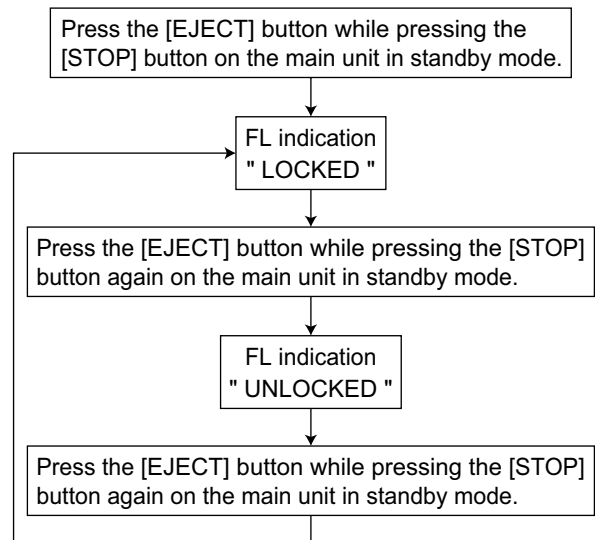 Press the [EJECT] button while pressing the
[STOP] button on the main unit in standby mode.
FL indication
" LOCKED "
Press the [EJECT] button while pressing the [STOP]
button again on the main unit in standby mode.
FL indication
" UNLOCKED "
Press the [EJECT] button while pressing the [STOP]
button again on the main unit in standby mode.